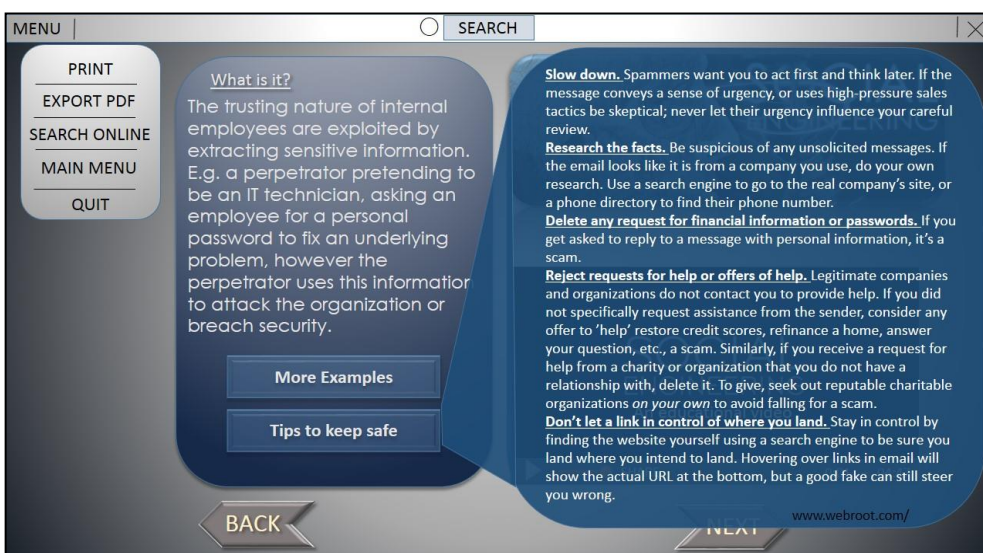 MENU
SEARCH
PRINT
EXPORT PDF
SEARCH ONLINE
MAIN MENU
QUIT
What is it?
The trusting nature of internal
employees are exploited by
extracting sensitive information.
E.g. a perpetrator pretending to
be an IT technician, asking an
employee for a personal
password to fix an underlying
problem, however the
perpetrator uses this information
to attack the organization or
breach security.
More Examples
Tips to keep safe
Slow down. Spammers want you to act first and think later. If the
message conveys a sense of urgency, or uses high-pressure sales
tactics be skeptical; never let their urgency influence your careful
review.
Research the facts. Be suspicious of any unsolicited messages. If
the email looks like it is from a company you use, do your own
research. Use a search engine to go to the real company’s site, or
a phone directory to find their phone number.
Delete any request for financial information or passwords. If you
get asked to reply to a message with personal information, it’s a
scam.
Reject requests for help or offers of help. Legitimate companies
and organizations do not contact you to provide help. If you did
not specifically request assistance from the sender, consider any
offer to ’help’ restore credit scores, refinance a home, answer
your question, etc., a scam. Similarly, if you receive a request for
help from a charity or organization that you do not have a
relationship with, delete it. To give, seek out reputable charitable
organizations on your own to avoid falling for a scam.
Don’t let a link in control of where you land. Stay in control by
finding the website yourself using a search engine to be sure you
land where you intend to land. Hovering over links in email will
show the actual URL at the bottom, but a good fake can still steer
you wrong.
www.webroot.com/
SOCIAL
ENGINEERING
BACK
NEXT